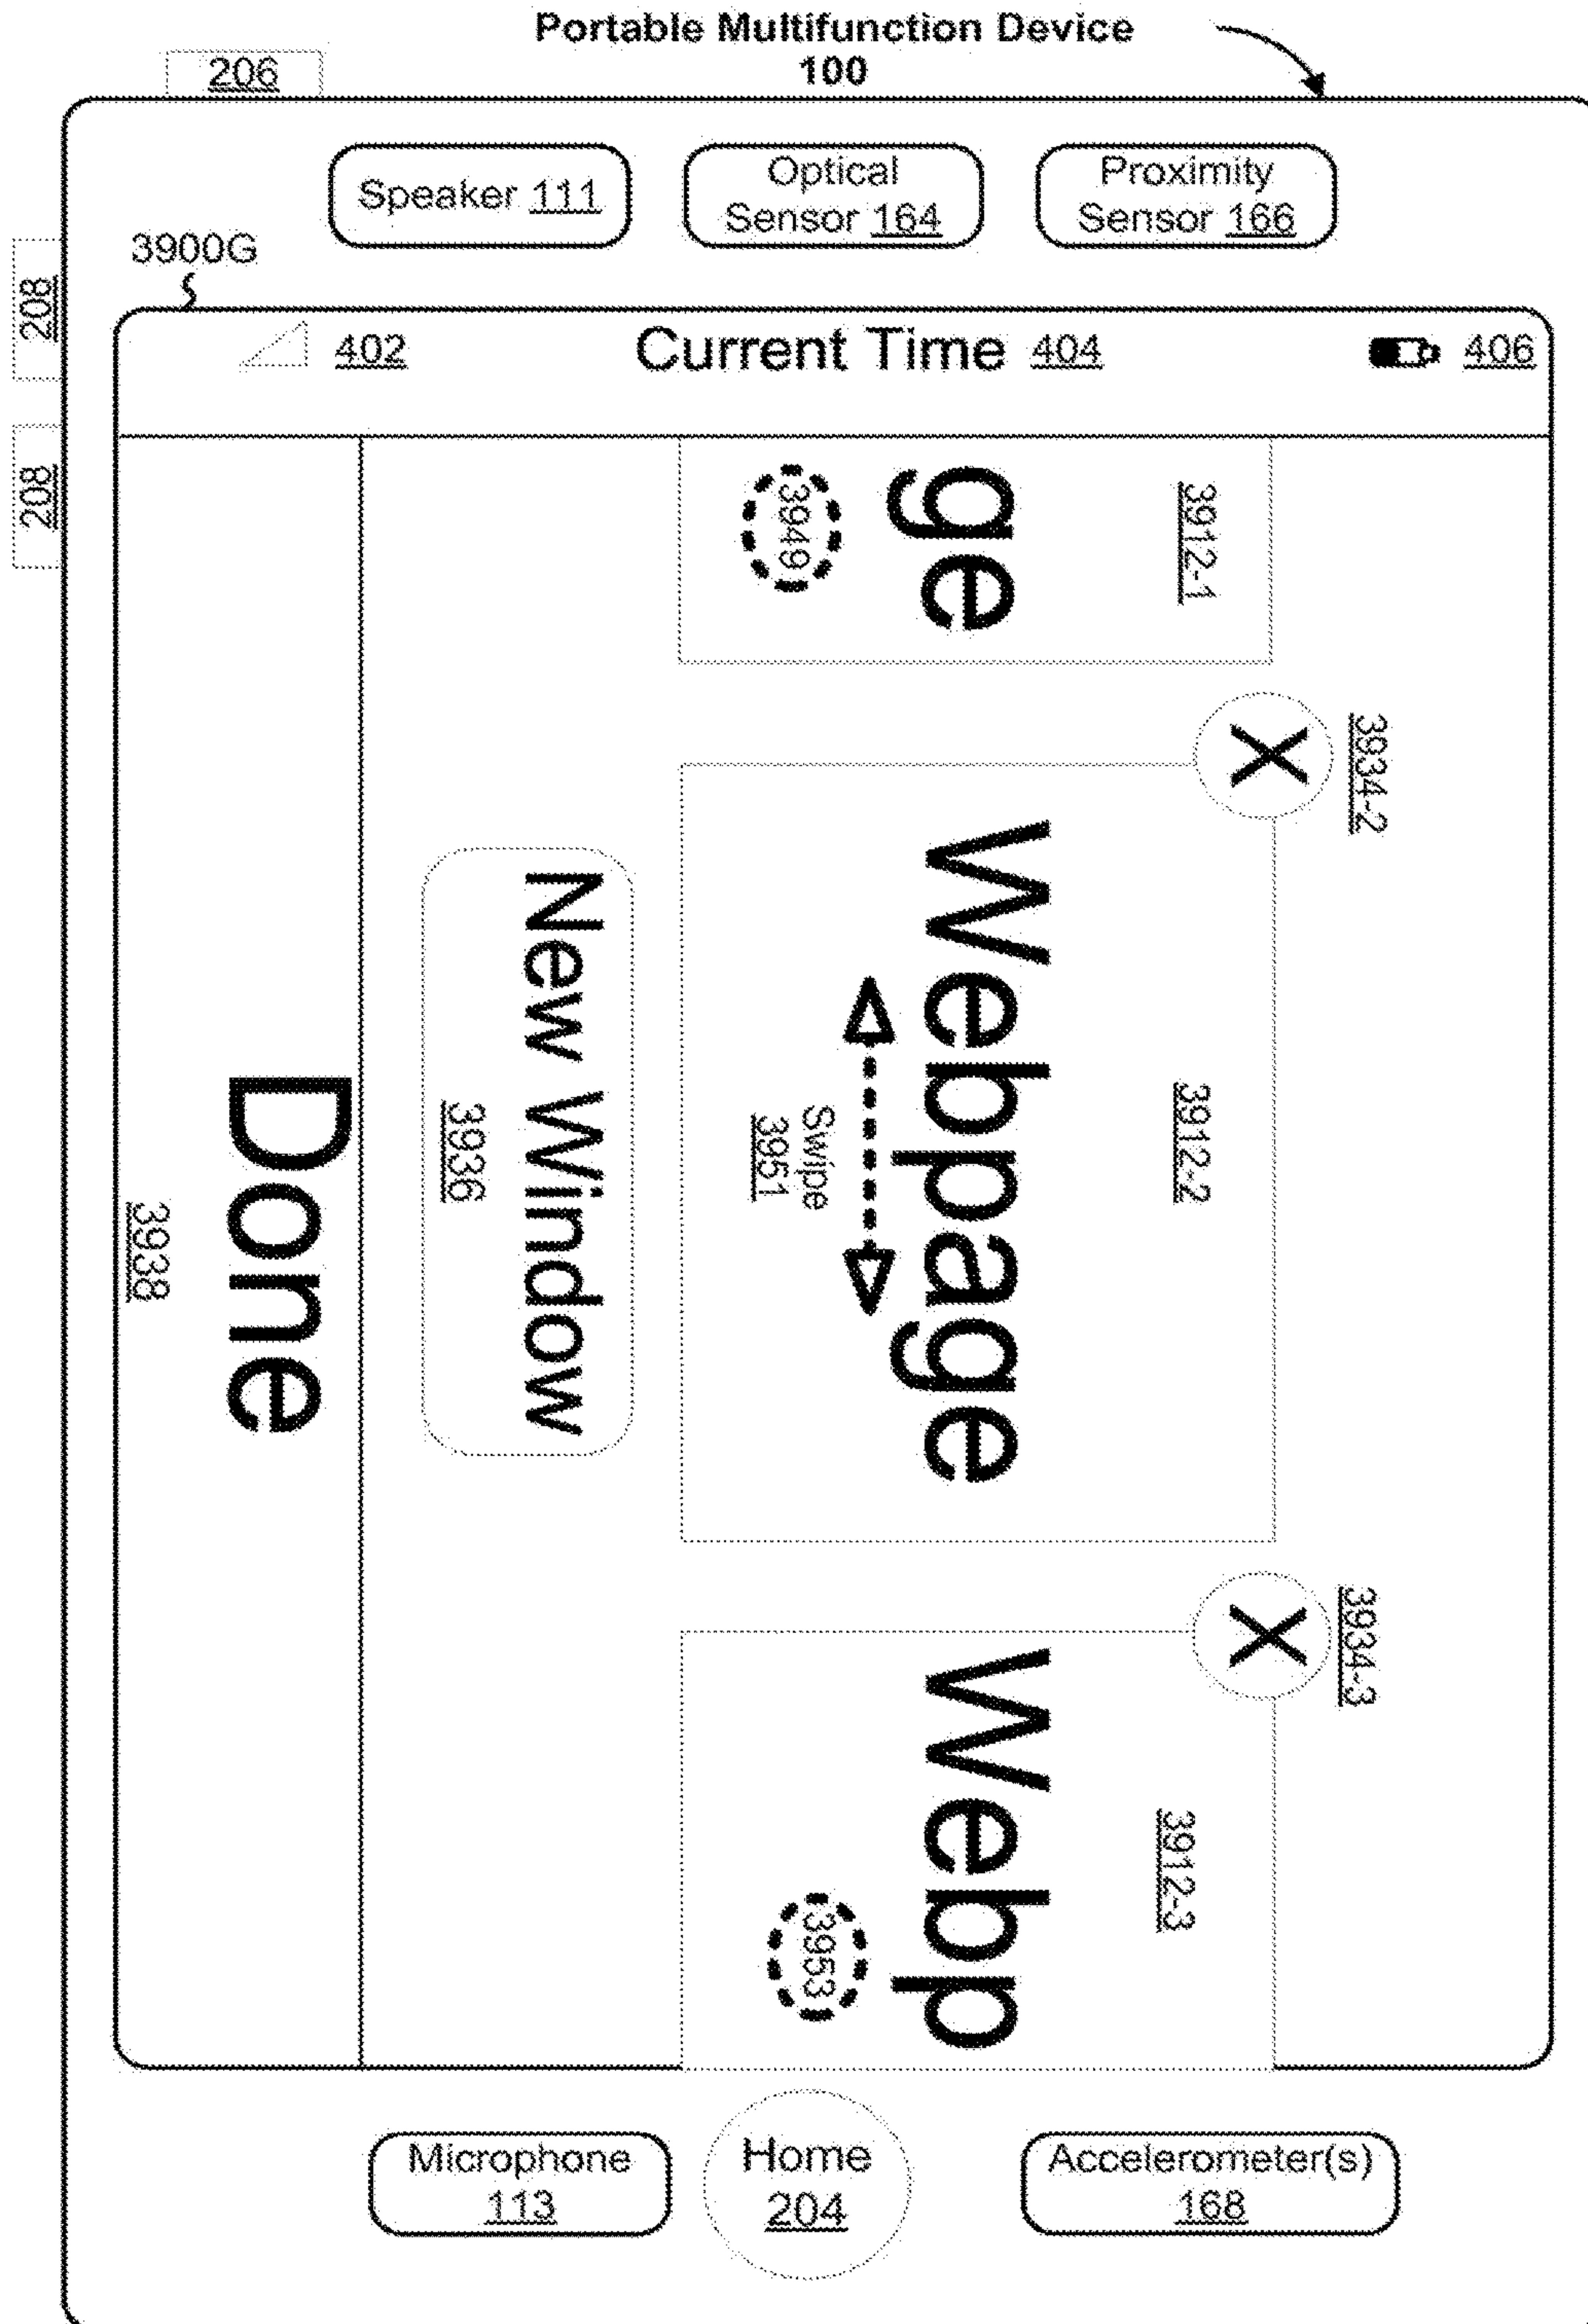 Portable Multifunction Device
100
206
Speaker 111
Optical
Sensor 164
Proximity
Sensor 166
3900G
208
208
402
Current Time 404
406
3912-1
ge
3949
3934-2
X
3912-2
Webpage
Swipe
3951
New Window
3936
Done
3938
3934-3
X
3912-3
Webp
3953
Microphone
113
Home
204
Accelerometer(s)
168